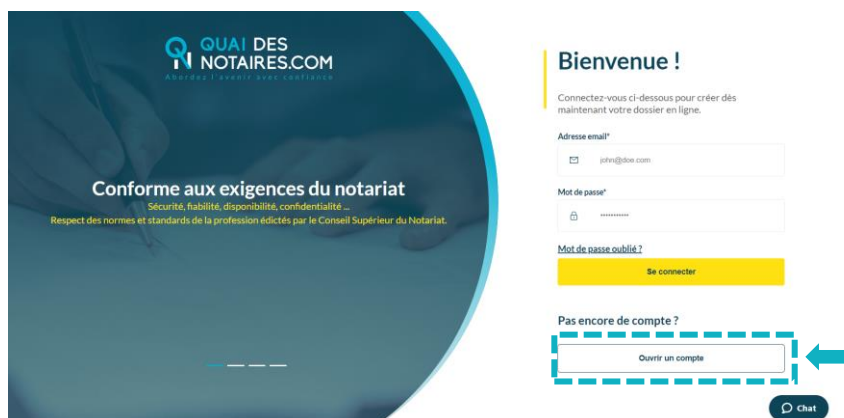 QUAI DES
NOTAIRES.COM
Abordez l'avenir avec confiance
Conforme aux exigences du notariat
Sécurité, fiabilité, disponibilité, confidentialité ...
Respect des normes et standards de la profession édictés par le Conseil Supérieur du Notariat.
Bienvenue !
Connectez-vous ci-dessous pour créer dès
maintenant votre dossier en ligne.
Adresse email*
john@doe.com
Mot de passe*
Mot de passe oublié ?
Se connecter
Pas encore de compte ?
Ouvrir un compte
Chat